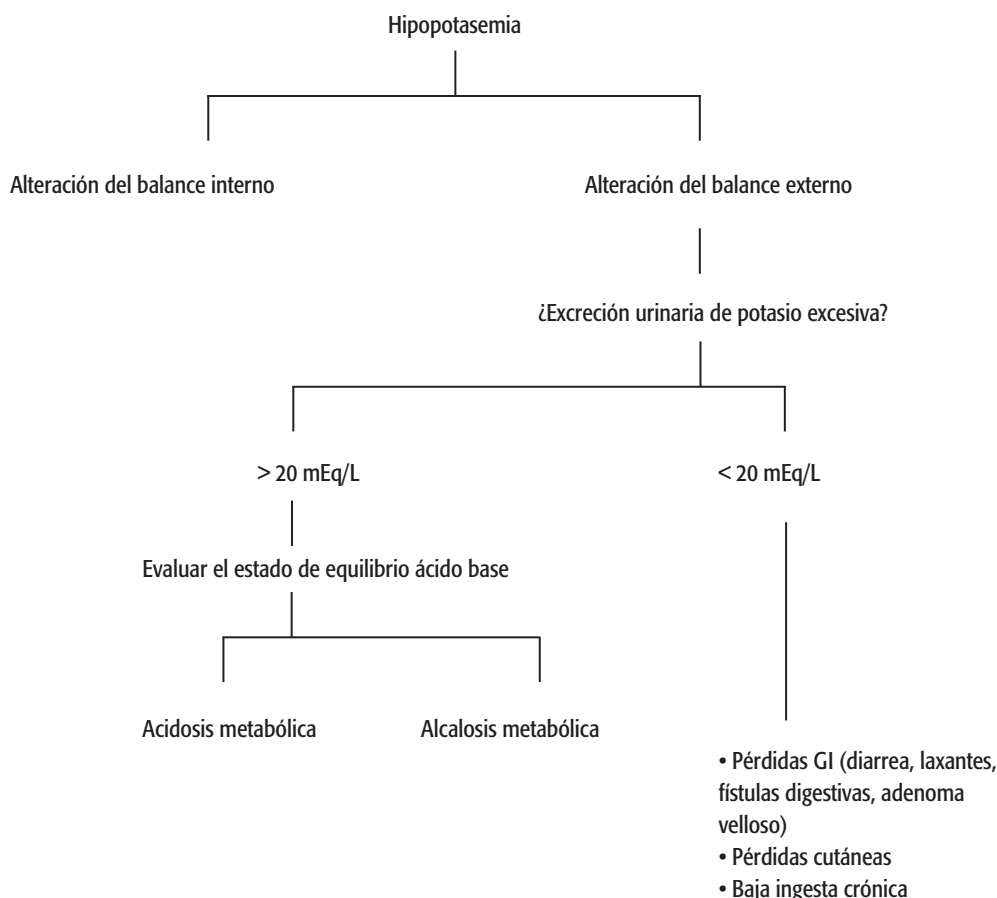 Hipopotasemia
Alteración del balance interno
Alteración del balance externo
¿Excreción urinaria de potasio excesiva?
> 20 mEq/L
< 20 mEq/L
Evaluar el estado de equilibrio ácido base
Acidosis metabólica
Alcalosis metabólica
• Pérdidas GI (diarrea, laxantes,
fístulas digestivas, adenoma
velloso)
• Pérdidas cutáneas
• Baja ingesta crónica